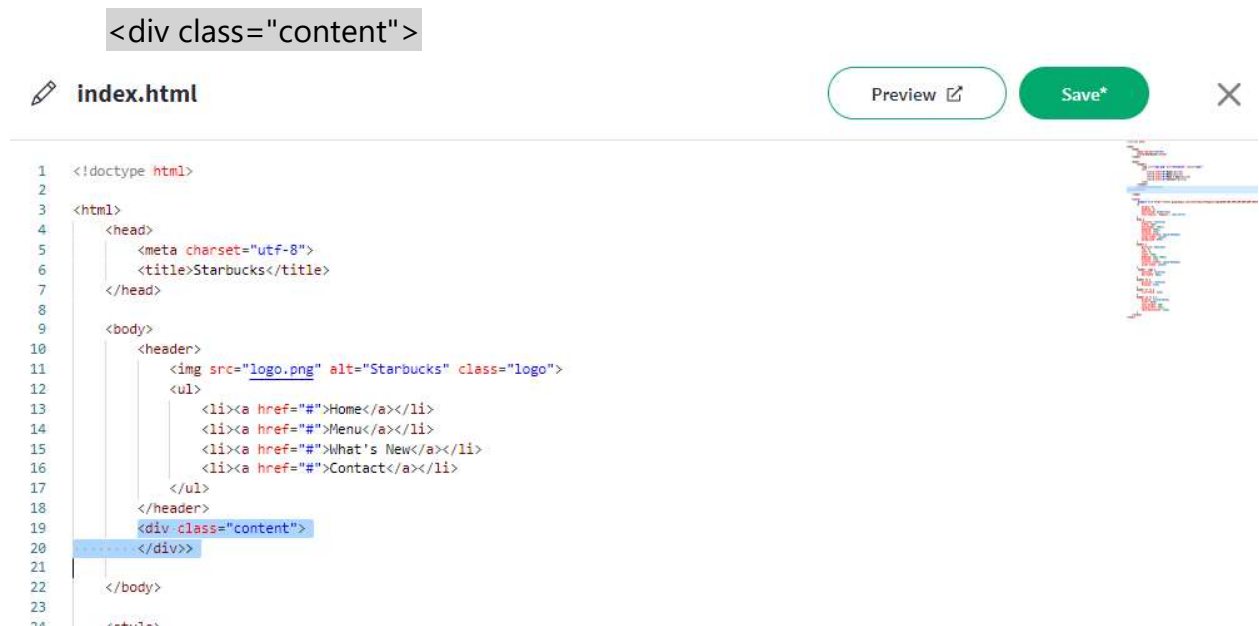 <div class="content">
index.html Preview Save*
1 <!doctype html>
2
3 <html>
4 <head>
5 <meta charset="utf-8">
6 <title>Starbucks</title>
7 </head>
8
9 <body>
10 <header>
11 <img src="logo.png" alt="Starbucks" class="logo">
12 <ul>
13 <li><a href="#">Home</a></li>
14 <li><a href="#">Menu</a></li>
15 <li><a href="#">What's New</a></li>
16 <li><a href="#">Contact</a></li>
17 </ul>
18 </header>
19 <div class="content">
20 </div>>
21
22 </body>
23
24 <style>